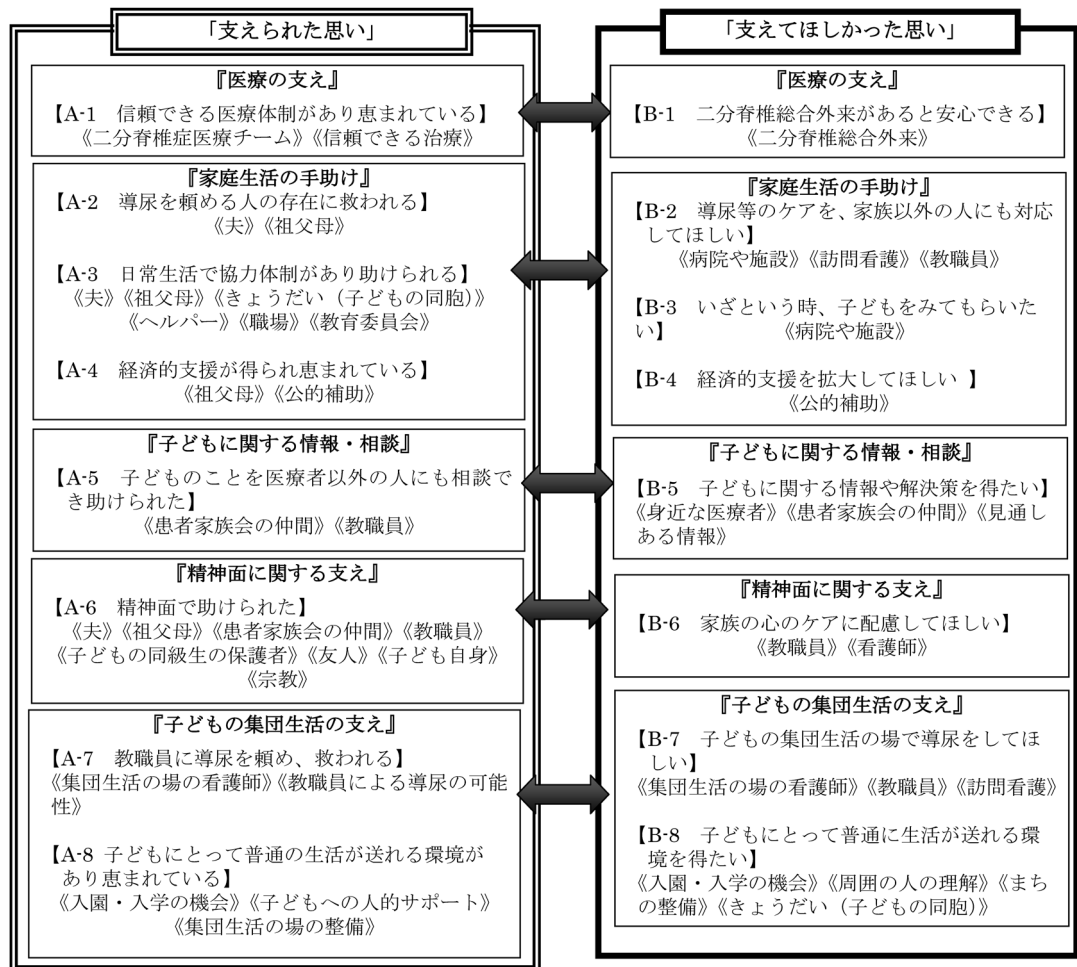 「支えられた思い」
『医療の支え』
【A-1　信頼できる医療体制があり恵まれている】
《二分脊椎症医療チーム》《信頼できる治療》
『家庭生活の手助け』
【A-2　導尿を頼める人の存在に救われる】
《夫》《祖父母》
【A-3　日常生活で協力体制があり助けられる】
《夫》《祖父母》《きょうだい（子どもの同胞）》
《ヘルパー》《職場》《教育委員会》
【A-4　経済的支援が得られ恵まれている】
《祖父母》《公的補助》
『子どもに関する情報・相談』
【A-5　子どものことを医療者以外の人にも相談で
き助けられた】
《患者家族会の仲間》《教職員》
『精神面に関する支え』
【A-6　精神面で助けられた】
《夫》《祖父母》《患者家族会の仲間》《教職員》
《子どもの同級生の保護者》《友人》《子ども自身》
《宗教》
『子どもの集団生活の支え』
【A-7　教職員に導尿を頼め、救われる】
《集団生活の場の看護師》《教職員による導尿の可能
性》
【A-8 子どもにとって普通の生活が送れる環境が
あり恵まれている】
《入園・入学の機会》《子どもへの人的サポート》
《集団生活の場の整備》
「支えてほしかった思い」
『医療の支え』
【B-1　二分脊椎総合外来があると安心できる】
《二分脊椎総合外来》
『家庭生活の手助け』
【B-2　導尿等のケアを、家族以外の人にも対応
してほしい】
《病院や施設》《訪問看護》《教職員》
【B-3　いざという時、子どもをみてもらいた
い】　　　《病院や施設》
【B-4　経済的支援を拡大してほしい 】
《公的補助》
『子どもに関する情報・相談』
【B-5　子どもに関する情報や解決策を得たい】
《身近な医療者》《患者家族会の仲間》《見通し
ある情報》
『精神面に関する支え』
【B-6　家族の心のケアに配慮してほしい】
《教職員》《看護師》
『子どもの集団生活の支え』
【B-7　子どもの集団生活の場で導尿をしてほ
しい】
《集団生活の場の看護師》《教職員》《訪問看護》
【B-8　子どもにとって普通に生活が送れる環
境を得たい】
《入園・入学の機会》《周囲の人の理解》《まち
の整備》《きょうだい（子どもの同胞）》